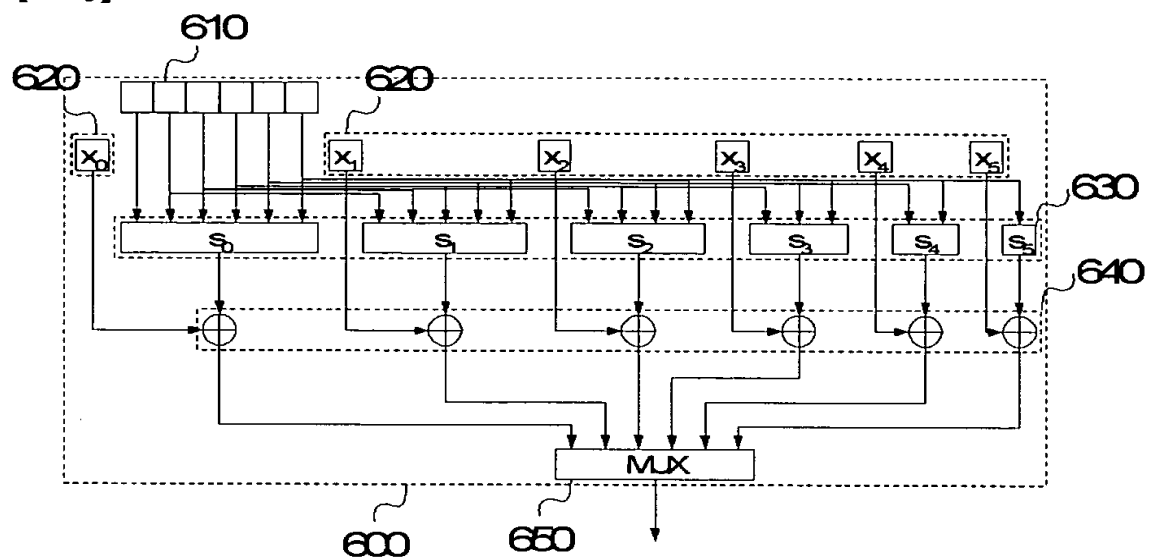 610
620 620
x₀ x₁ x₂ x₃ x₄ x₅
630
s₀ s₁ s₂ s₃ s₄ s₅
640
MUX
600 650